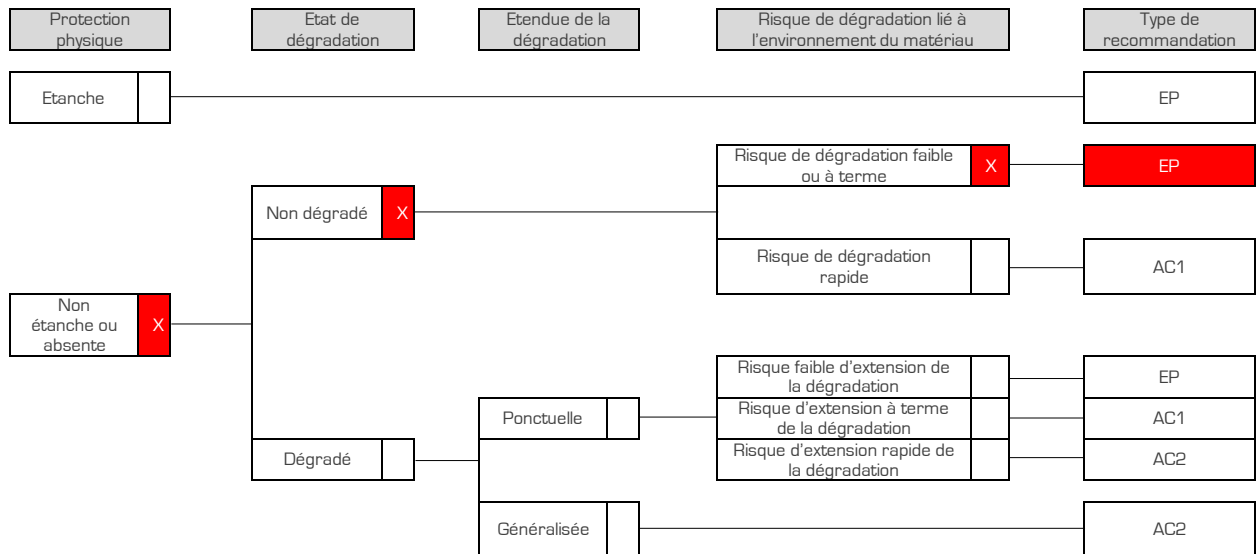 Protection
physique
Etat de
dégradation
Etendue de la
dégradation
Risque de dégradation lié à
l'environnement du matériau
Type de
recommandation
Etanche
EP
Risque de dégradation faible
ou à terme
X
EP
Non dégradé
X
Risque de dégradation
rapide
AC1
Non
étanche ou
absente
X
Risque faible d'extension de
la dégradation
EP
Ponctuelle
Risque d'extension à terme
de la dégradation
AC1
Dégradé
Risque d'extension rapide de
la dégradation
AC2
Généralisée
AC2